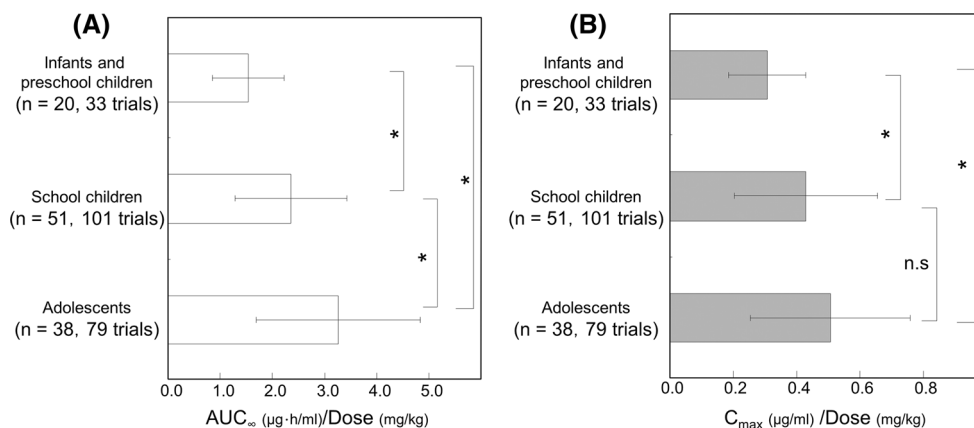 (A)
Infants and
preschool children
(n = 20, 33 trials)
School children
(n = 51, 101 trials)
Adolescents
(n = 38, 79 trials)
*
*
*
0.0 1.0 2.0 3.0 4.0 5.0
AUC∞ (μg·h/ml)/Dose (mg/kg)
(B)
Infants and
preschool children
(n = 20, 33 trials)
School children
(n = 51, 101 trials)
Adolescents
(n = 38, 79 trials)
*
*
n.s
0.0 0.2 0.4 0.6 0.8
Cmax (μg/ml) /Dose (mg/kg)